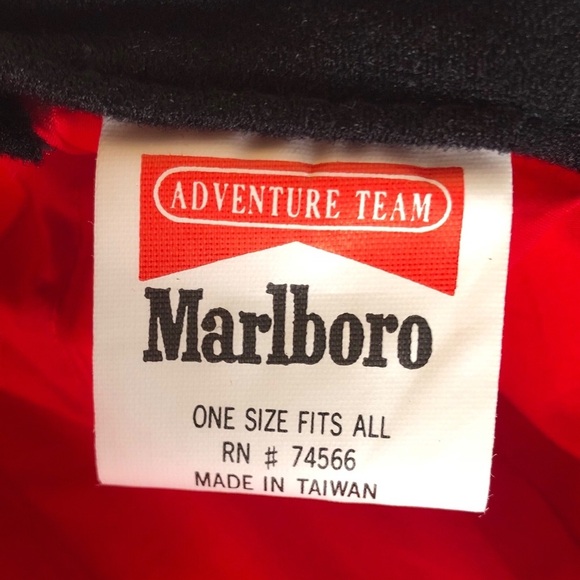 ADVENTURE TEAM
Marlboro
ONE SIZE FITS ALL
RN # 74566
MADE IN TAIWAN